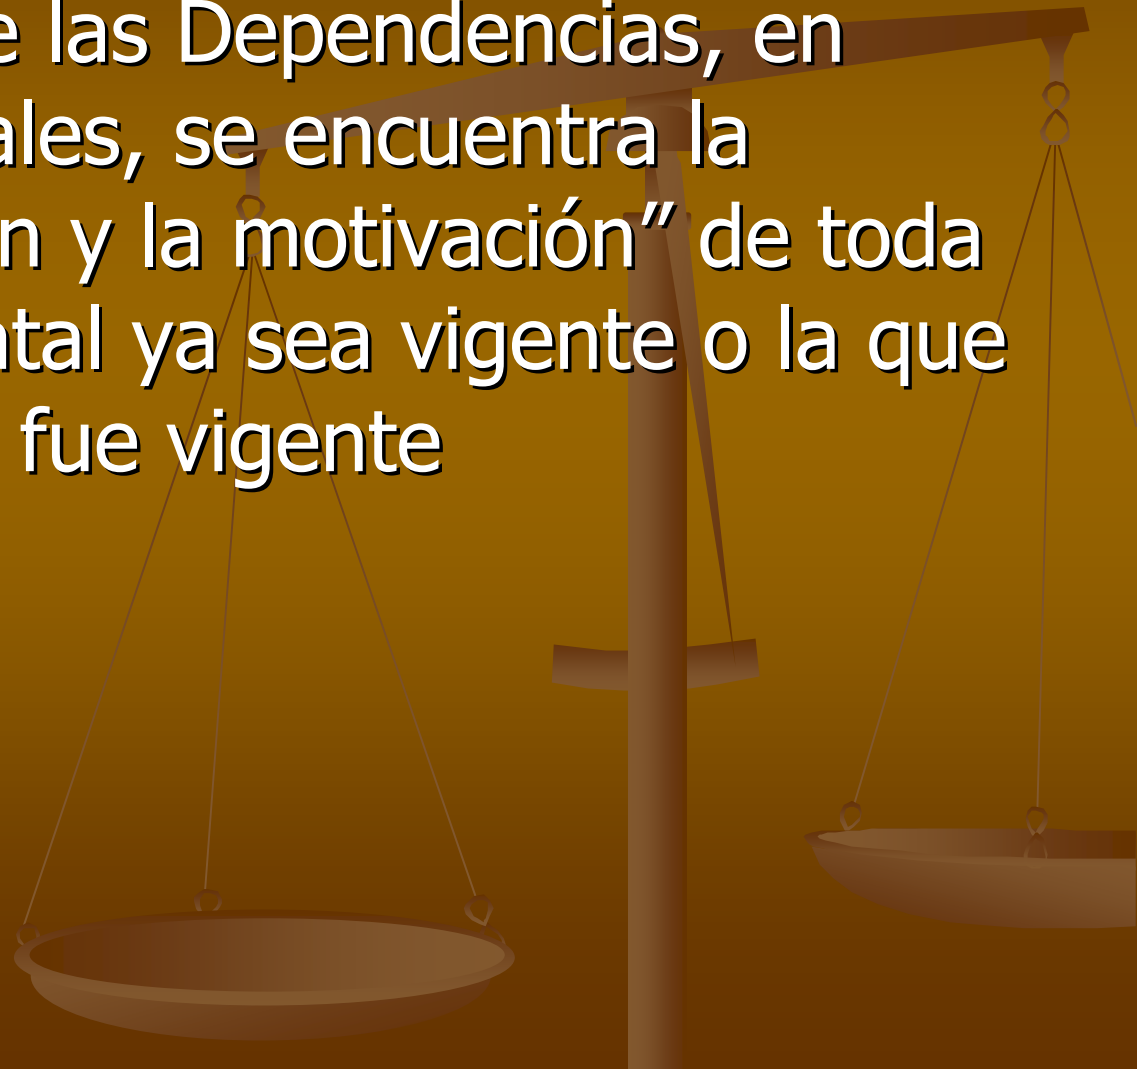 e las Dependencias, en
ales, se encuentra la
n y la motivación” de toda
ntal ya sea vigente o la que
fue vigente